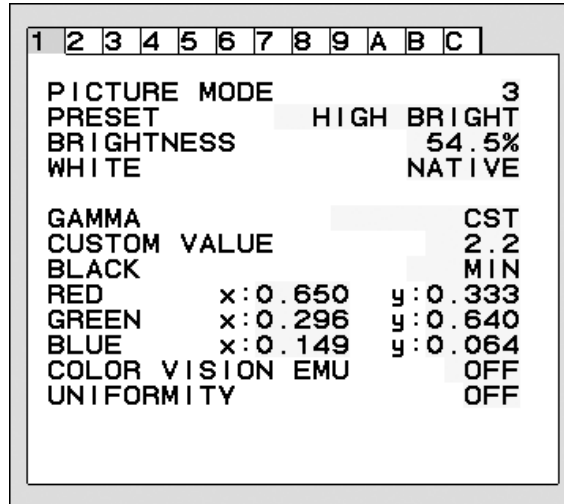 1 2 3 4 5 6 7 8 9 A B C
PICTURE MODE 3
PRESET HIGH BRIGHT
BRIGHTNESS 54.5%
WHITE NATIVE
GAMMA CST
CUSTOM VALUE 2.2
BLACK MIN
RED x:0.650 y:0.333
GREEN x:0.296 y:0.640
BLUE x:0.149 y:0.064
COLOR VISION EMU OFF
UNIFORMITY OFF